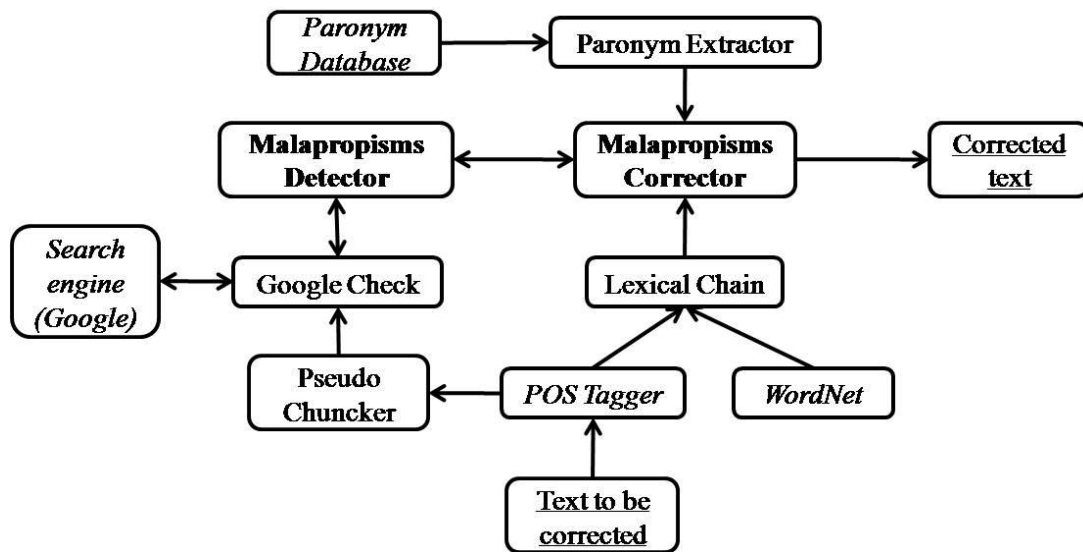 Paronym
Database
Paronym Extractor
Malapropisms
Detector
Malapropisms
Corrector
Corrected
text
Search
engine
(Google)
Google Check
Lexical Chain
Pseudo
Chuncker
POS Tagger
WordNet
Text to be
corrected